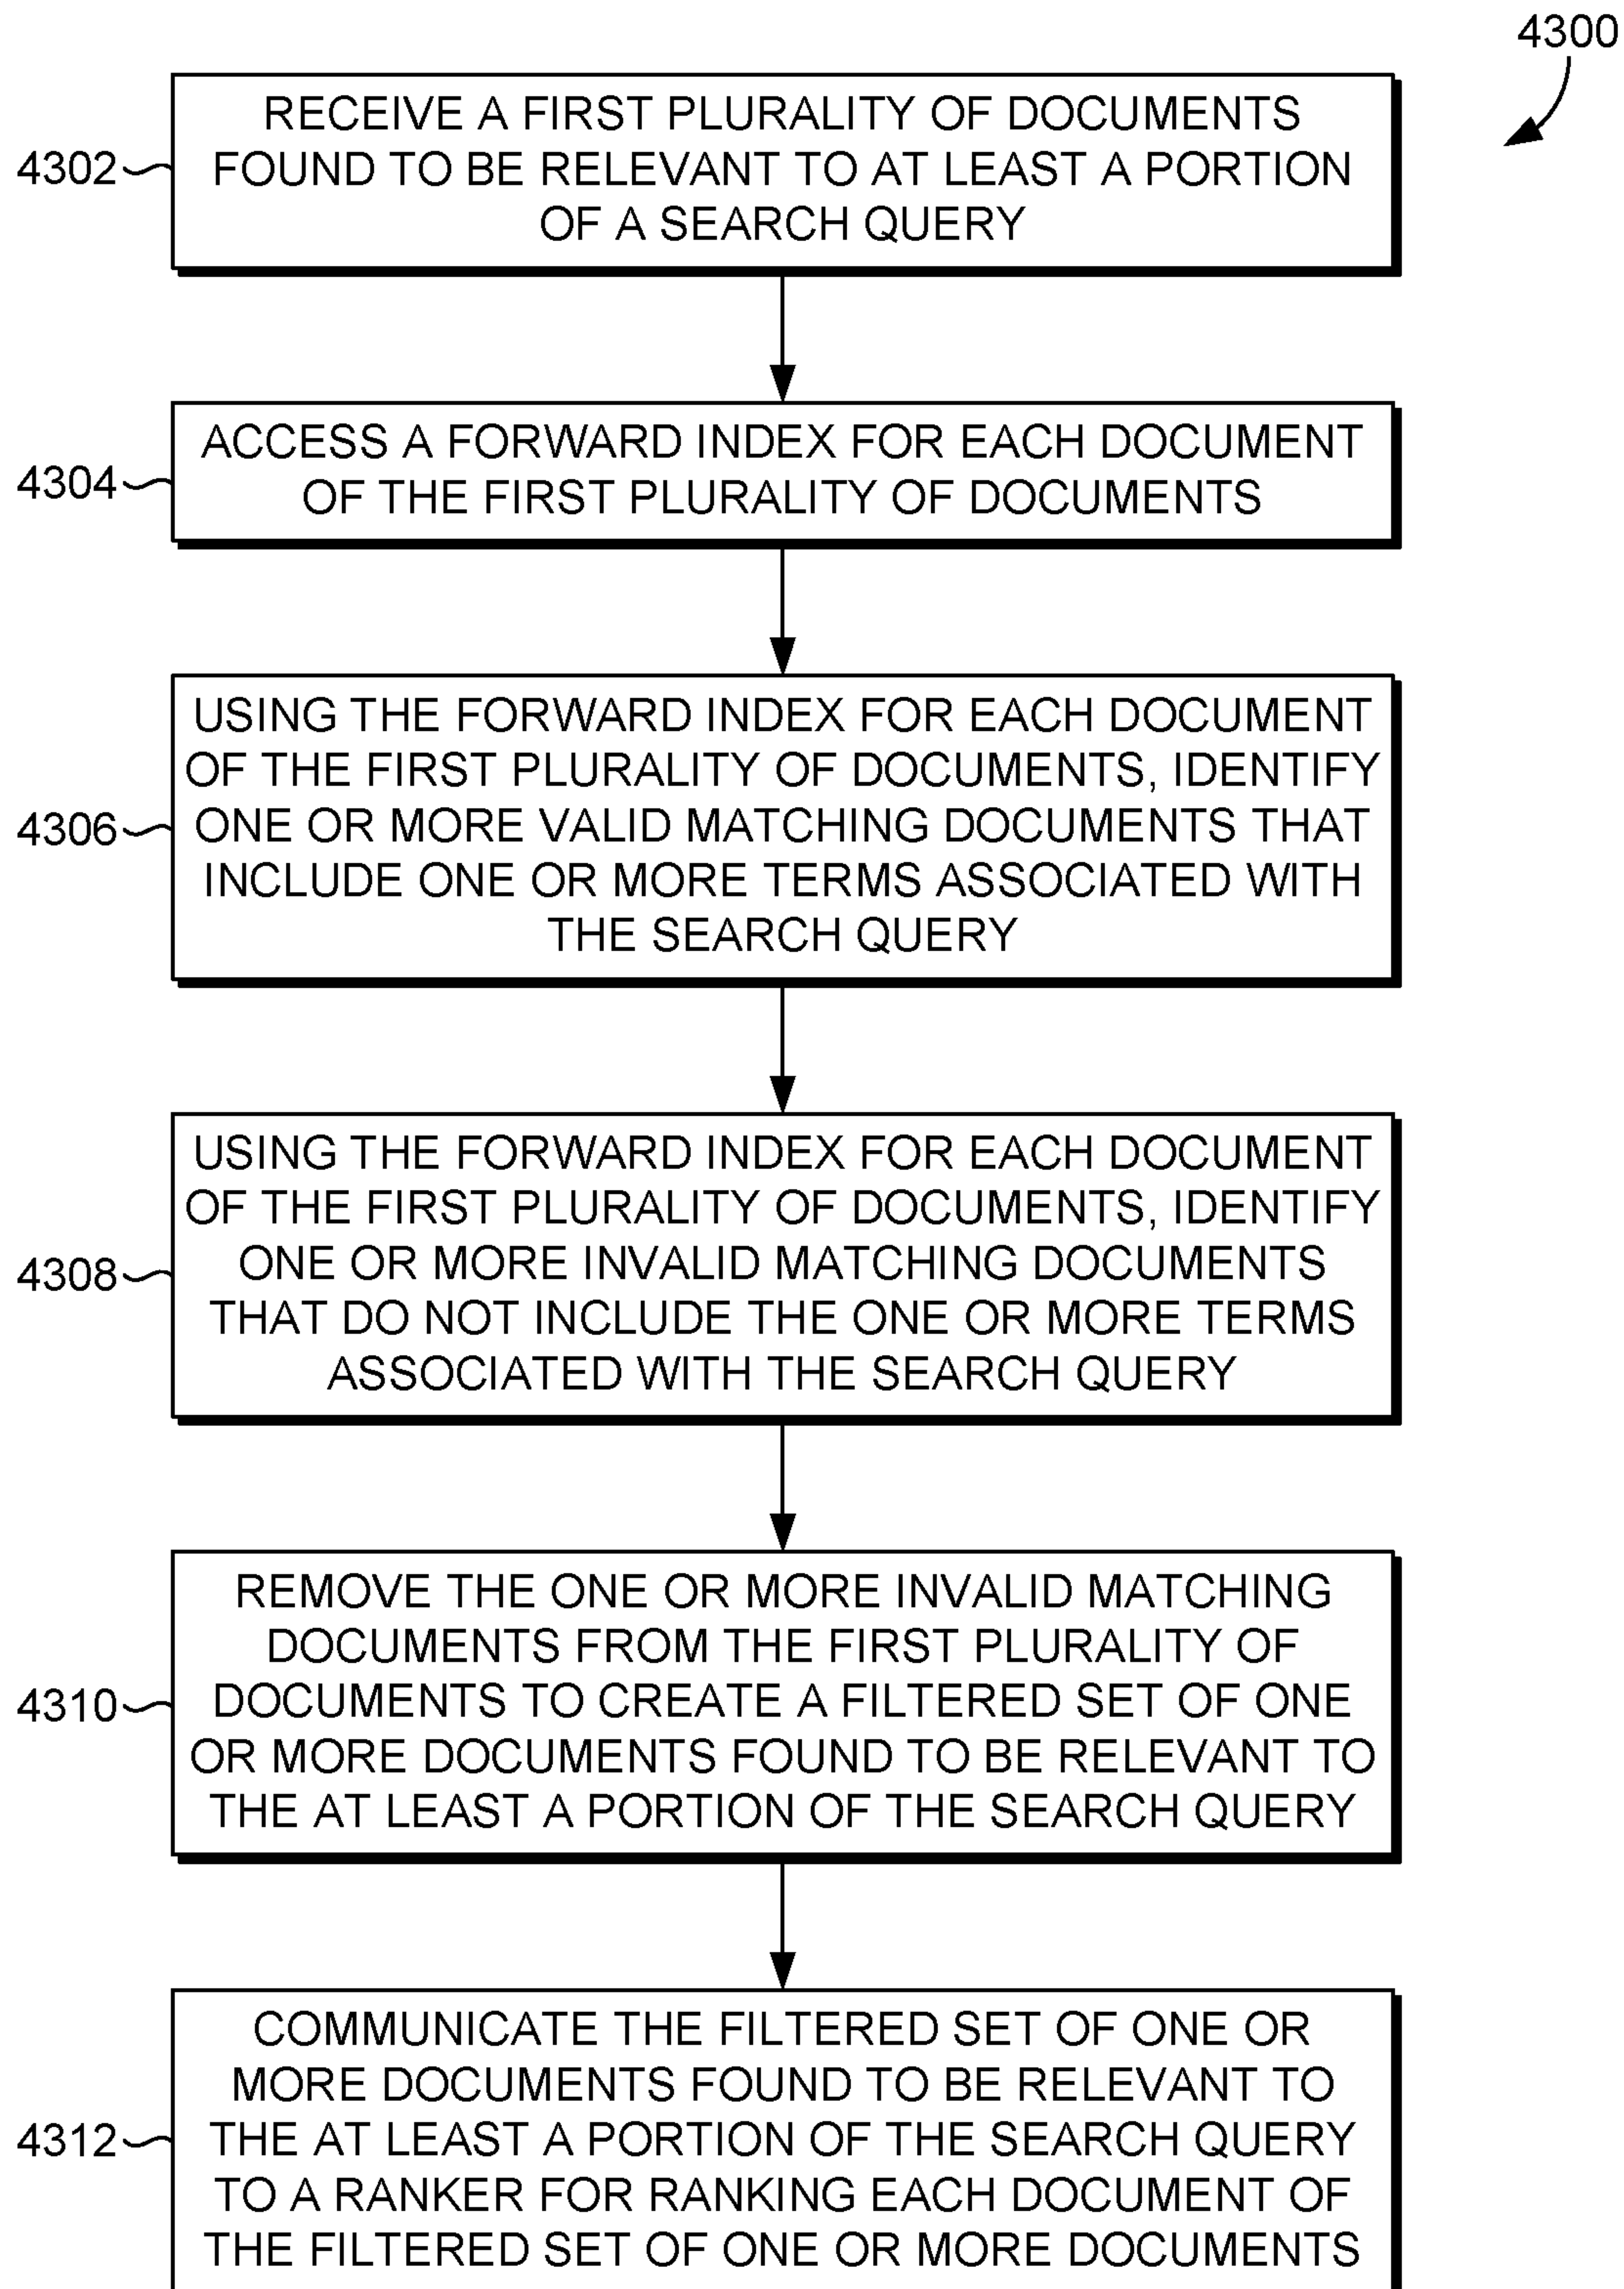 4300
RECEIVE A FIRST PLURALITY OF DOCUMENTS
4302
FOUND TO BE RELEVANT TO AT LEAST A PORTION
OF A SEARCH QUERY
ACCESS A FORWARD INDEX FOR EACH DOCUMENT
4304
OF THE FIRST PLURALITY OF DOCUMENTS
USING THE FORWARD INDEX FOR EACH DOCUMENT
OF THE FIRST PLURALITY OF DOCUMENTS, IDENTIFY
4306
ONE OR MORE VALID MATCHING DOCUMENTS THAT
INCLUDE ONE OR MORE TERMS ASSOCIATED WITH
THE SEARCH QUERY
USING THE FORWARD INDEX FOR EACH DOCUMENT
OF THE FIRST PLURALITY OF DOCUMENTS, IDENTIFY
4308
ONE OR MORE INVALID MATCHING DOCUMENTS
THAT DO NOT INCLUDE THE ONE OR MORE TERMS
ASSOCIATED WITH THE SEARCH QUERY
REMOVE THE ONE OR MORE INVALID MATCHING
DOCUMENTS FROM THE FIRST PLURALITY OF
4310
DOCUMENTS TO CREATE A FILTERED SET OF ONE
OR MORE DOCUMENTS FOUND TO BE RELEVANT TO
THE AT LEAST A PORTION OF THE SEARCH QUERY
COMMUNICATE THE FILTERED SET OF ONE OR
MORE DOCUMENTS FOUND TO BE RELEVANT TO
4312
THE AT LEAST A PORTION OF THE SEARCH QUERY
TO A RANKER FOR RANKING EACH DOCUMENT OF
THE FILTERED SET OF ONE OR MORE DOCUMENTS